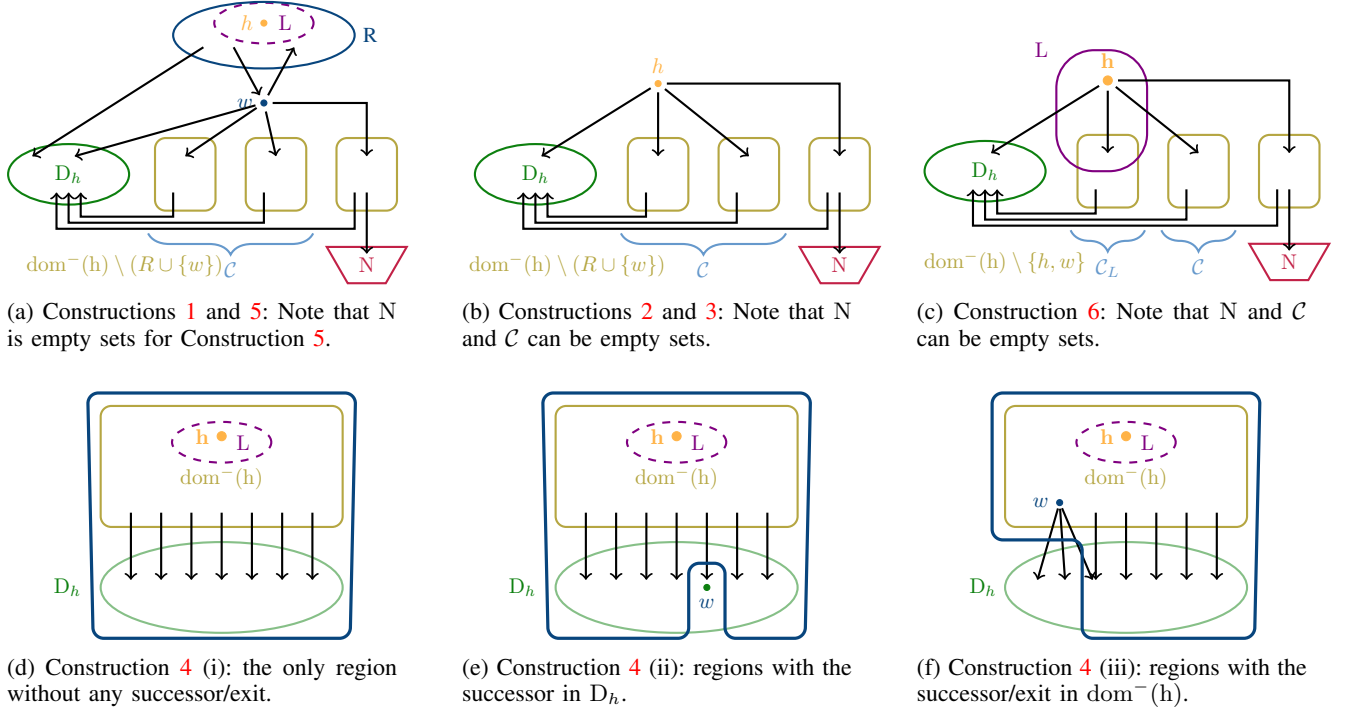 h L
R
w
D_h
dom⁻(h) \ (R ∪ {w})
𝒞
N
(a) Constructions 1 and 5: Note that N
is empty sets for Construction 5.
h
D_h
dom⁻(h) \ (R ∪ {w})
𝒞
N
(b) Constructions 2 and 3: Note that N
and 𝒞 can be empty sets.
L
h
D_h
dom⁻(h) \ {h, w}
𝒞_L
𝒞
N
(c) Construction 6: Note that N and 𝒞
can be empty sets.
h L
dom⁻(h)
D_h
(d) Construction 4 (i): the only region
without any successor/exit.
h L
dom⁻(h)
D_h
w
(e) Construction 4 (ii): regions with the
successor in D_h.
h L
dom⁻(h)
w
D_h
(f) Construction 4 (iii): regions with the
successor/exit in dom⁻(h).